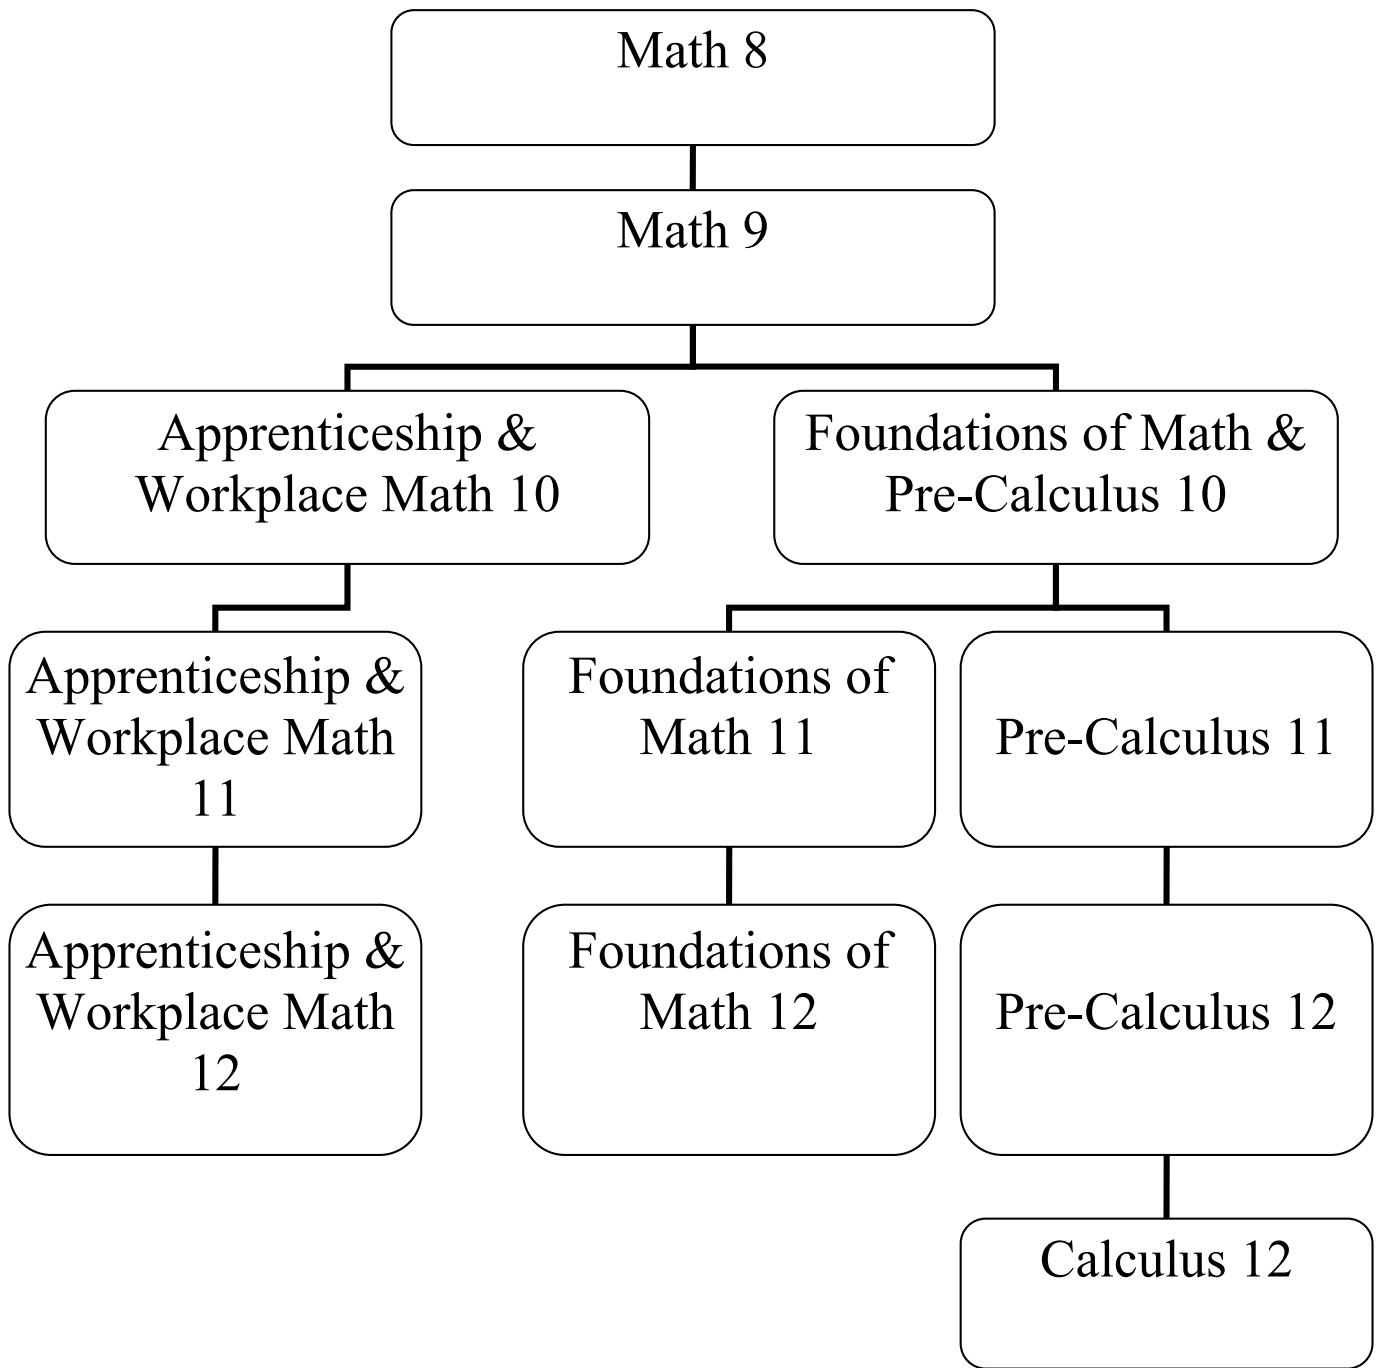 Math 8
Math 9
Apprenticeship &
Workplace Math 10
Foundations of Math &
Pre-Calculus 10
Apprenticeship &
Workplace Math
11
Foundations of
Math 11
Pre-Calculus 11
Apprenticeship &
Workplace Math
12
Foundations of
Math 12
Pre-Calculus 12
Calculus 12